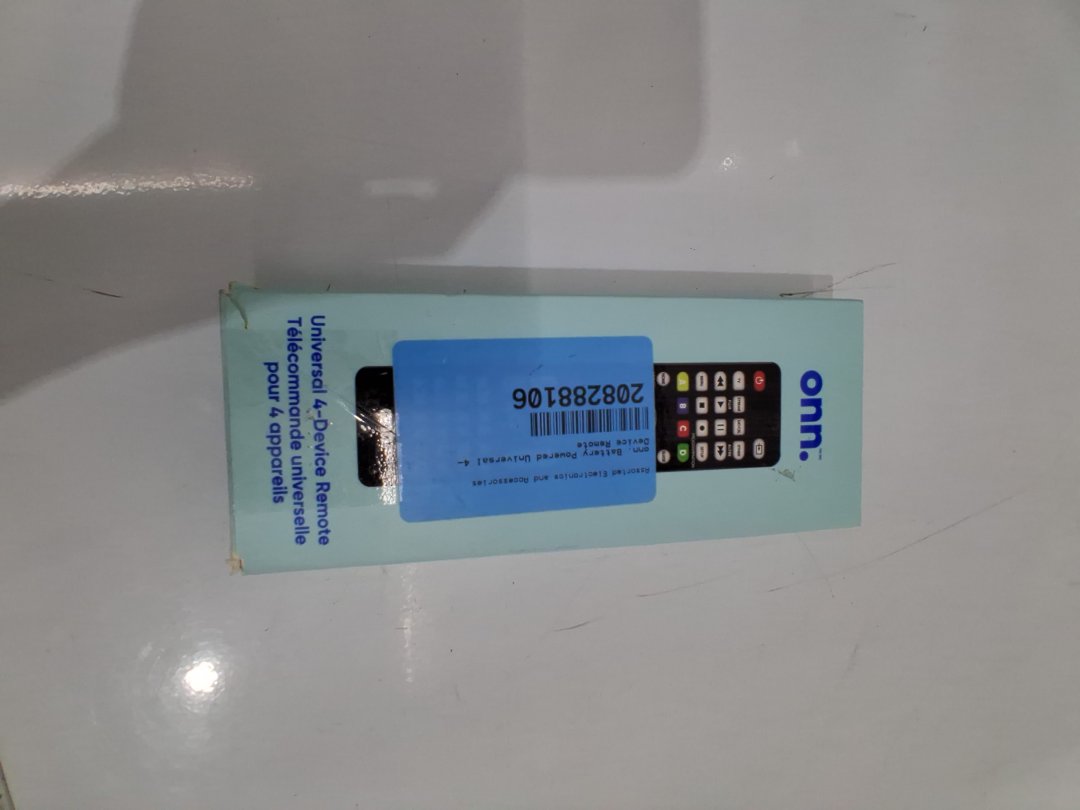 onn.
A B C D
208288106
onn. Battery Powered Universal 4-
Device Remote
Assorted Electronics and Accessories
Universal 4-Device Remote
Télécommande universelle
pour 4 appareils